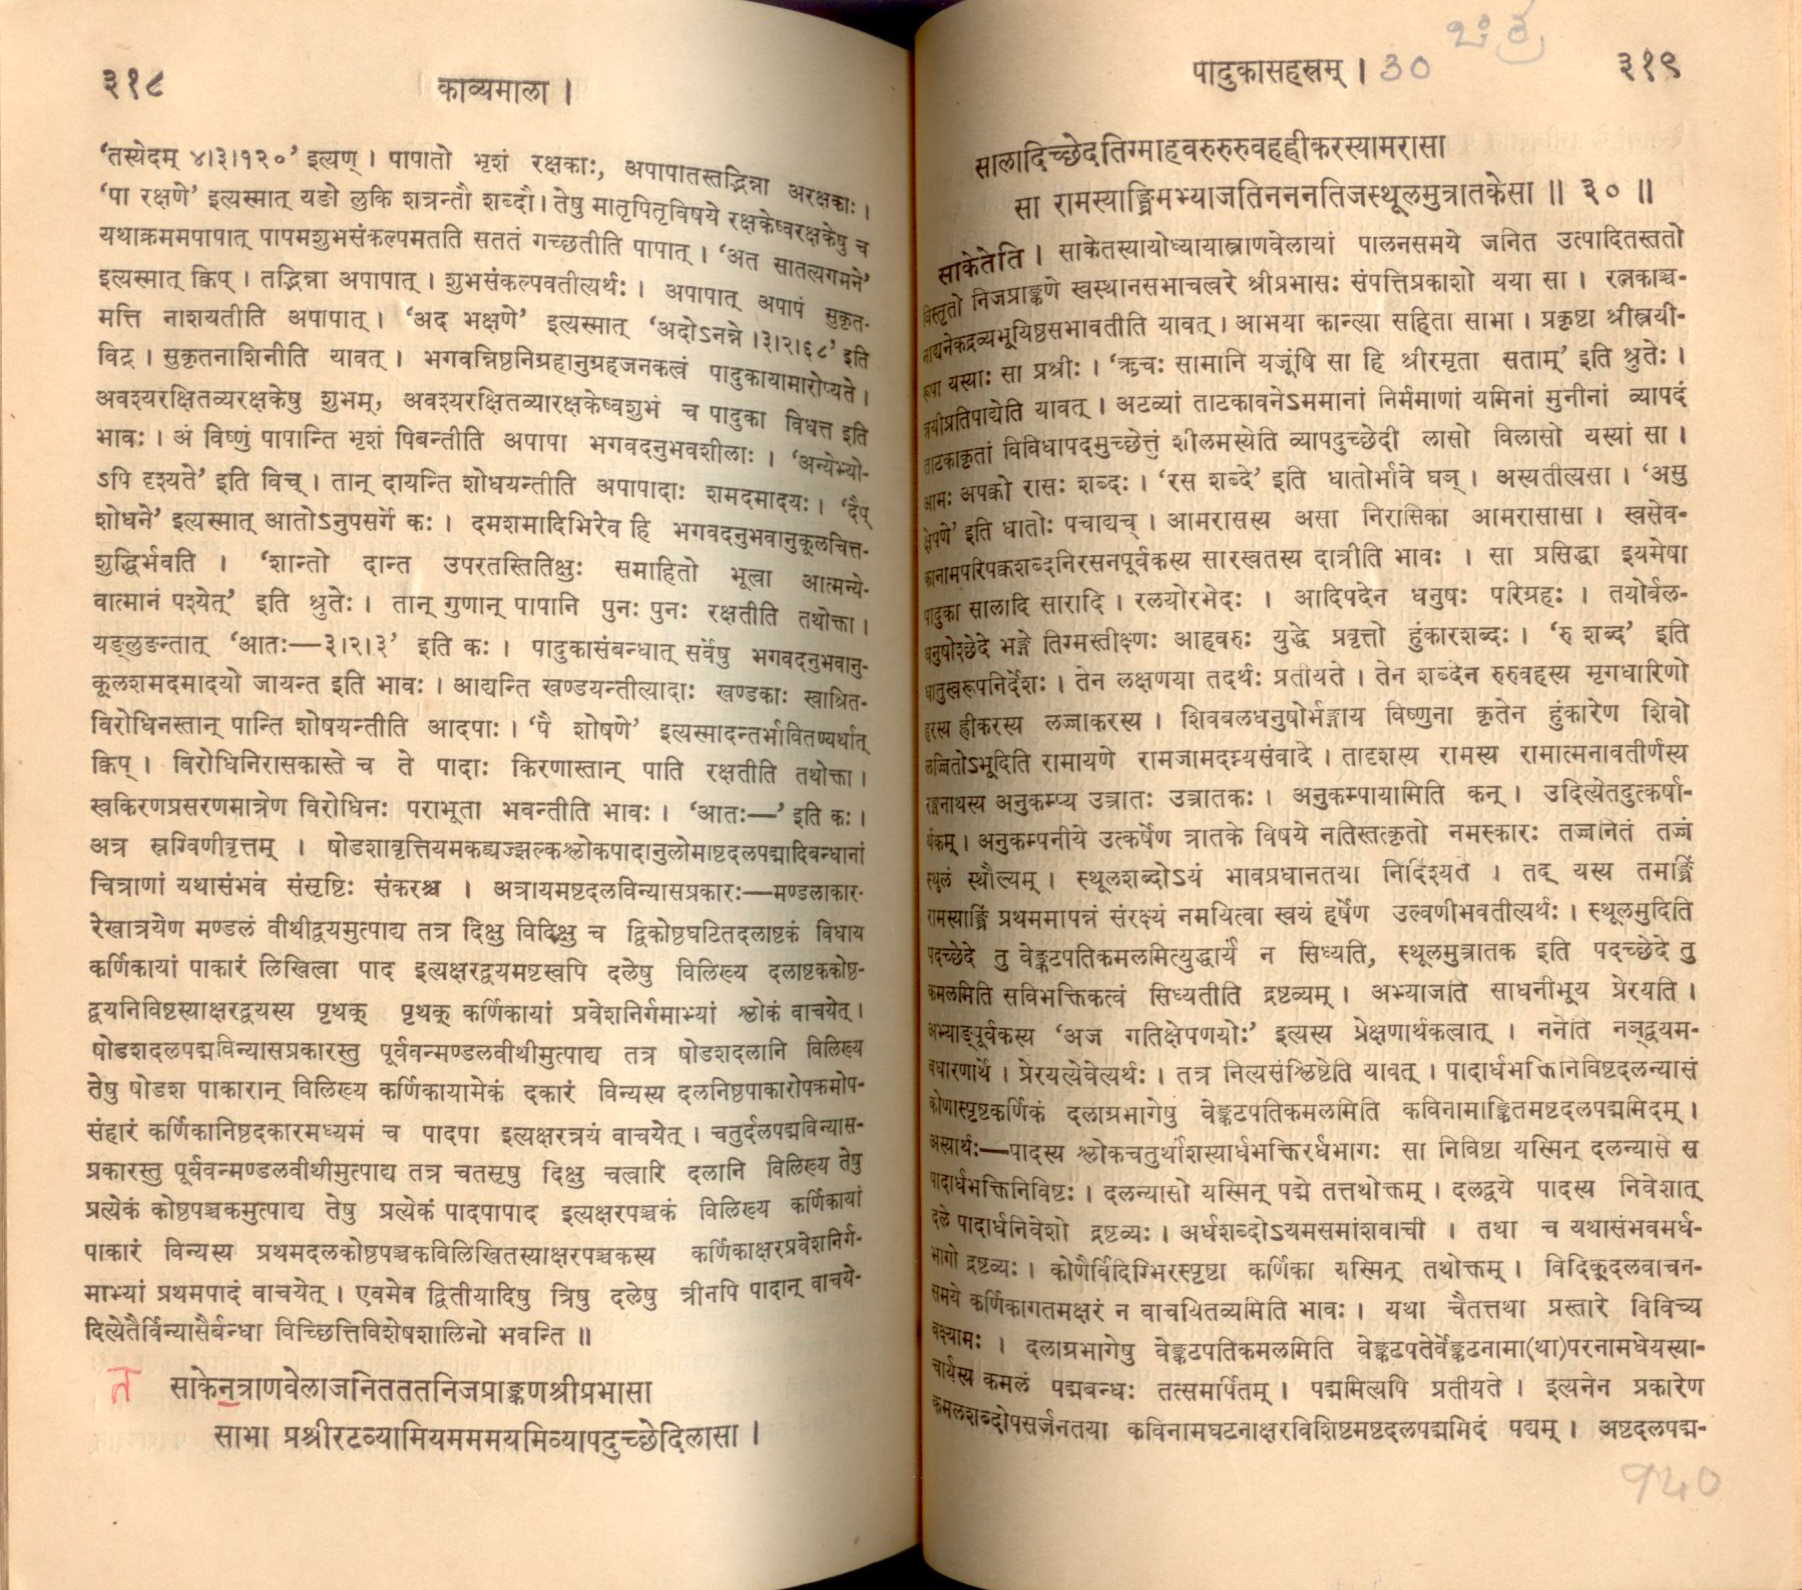 ३१८
काव्यमाला ।
‘तस्येदम् ४।३।१२०’ इत्यण् । पापातो भृशं रक्षकाः, अपापातस्तद्भिन्ना अरक्षकाः ।
‘पा रक्षणे’ इत्यस्मात् यङो लुकि शत्रन्तौ शब्दौ । तेषु मातृपितृविषये रक्षकेष्वरक्षकेषु च
यथाक्रममपापात् पापमशुभसंकल्पमतति सततं गच्छतीति पापात् । ‘अत सातत्यगमने’
इत्यस्मात् क्विप् । तद्भिन्ना अपापात् । शुभसंकल्पवतीत्यर्थः । अपापात् अपापं सुकृत-
मत्ति नाशयतीति अपापात् । ‘अद भक्षणे’ इत्यस्मात् ‘अदोऽनन्ने ।३।२।६८’ इति
विट् । सुकृतनाशिनीति यावत् । भगवन्निष्ठनिग्रहानुग्रहजनकत्वं पादुकायामारोप्यते ।
अवश्यरक्षितव्यरक्षकेषु शुभम्, अवश्यरक्षितव्यारक्षकेष्वशुभं च पादुका विधत्त इति
भावः । अं विष्णुं पापान्ति भृशं पिबन्तीति अपापा भगवदनुभवशीलाः । ‘अन्येभ्यो-
ऽपि दृश्यते’ इति विच् । तान् दायन्ति शोधयन्तीति अपापादाः शमदमादयः । ‘दैप्
शोधने’ इत्यस्मात् आतोऽनुपसर्गे कः । दमशमादिभिरेव हि भगवदनुभवानुकूलचित्त-
शुद्धिर्भवति । ‘शान्तो दान्त उपरतस्तितिक्षुः समाहितो भूत्वा आत्मन्ये-
वात्मानं पश्येत्’ इति श्रुतेः । तान् गुणान् पापानि पुनः पुनः रक्षतीति तथोक्ता ।
यङ्लुङन्तात् ‘आतः—३।२।३’ इति कः । पादुकासंबन्धात् सर्वेषु भगवदनुभवानु-
कूलशमदमादयो जायन्त इति भावः । आद्यन्ति खण्डयन्तीत्यादाः खण्डकाः स्वाश्रित-
विरोधिनस्तान् पान्ति शोषयन्तीति आदपाः । ‘पै शोषणे’ इत्यस्मादन्तर्भावितण्यर्थात्
क्विप् । विरोधिनिरासकास्ते च ते पादाः किरणास्तान् पाति रक्षतीति तथोक्ता ।
स्वकिरणप्रसरणमात्रेण विरोधिनः पराभूता भवन्तीति भावः । ‘आतः—’ इति कः ।
अत्र स्रग्विणीवृत्तम् । षोडशावृत्तियमकद्यज्झल्कश्लोकपादानुलोमाष्टदलपद्मादिबन्धानां
चित्राणां यथासंभवं संसृष्टिः संकरश्च । अत्रायमष्टदलविन्यासप्रकारः—मण्डलाकार-
रेखात्रयेण मण्डलं वीथीद्वयमुत्पाद्य तत्र दिक्षु विदिक्षु च द्विकोष्ठघटितदलाष्टकं विधाय
कर्णिकायां पाकारं लिखित्वा पाद इत्यक्षरद्वयमष्टस्वपि दलेषु विलिख्य दलाष्टककोष्ठ-
द्वयनिविष्टस्याक्षरद्वयस्य पृथक् पृथक् कर्णिकायां प्रवेशनिर्गमाभ्यां श्लोकं वाचयेत् ।
षोडशदलपद्मविन्यासप्रकारस्तु पूर्ववन्मण्डलवीथीमुत्पाद्य तत्र षोडशदलानि विलिख्य
तेषु षोडश पाकारान् विलिख्य कर्णिकायामेकं दकारं विन्यस्य दलनिष्ठपाकारोपक्रमोप-
संहारं कर्णिकानिष्ठदकारमध्यमं च पादपा इत्यक्षरत्रयं वाचयेत् । चतुर्दलपद्मविन्यास-
प्रकारस्तु पूर्ववन्मण्डलवीथीमुत्पाद्य तत्र चतसृषु दिक्षु चत्वारि दलानि विलिख्य तेषु
प्रत्येकं कोष्ठपञ्चकमुत्पाद्य तेषु प्रत्येकं पादपापाद इत्यक्षरपञ्चकं विलिख्य कर्णिकायां
पाकारं विन्यस्य प्रथमदलकोष्ठपञ्चकविलिखितस्याक्षरपञ्चकस्य कर्णिकाक्षरप्रवेशनिर्ग-
माभ्यां प्रथमपादं वाचयेत् । एवमेव द्वितीयादिषु त्रिषु दलेषु त्रीनपि पादान् वाचये-
दित्येतैर्विन्यासैर्बन्धा विच्छित्तिविशेषशालिनो भवन्ति ॥
त साकेनत्राणवेलाजनितततनिजप्राङ्कणश्रीप्रभासा
साभा प्रश्रीरटव्यामियमममयमिव्यापदुच्छेदिलासा ।
पादुकासहस्रम् । 30
३१९
सालादिच्छेदतिग्माहवरुरुरुवहह्रीकरस्यामरासा
सा रामस्याङ्घ्रिमभ्याजतिनननतिजस्थूलमुत्रातकेसा ॥ ३० ॥
साकेतेति । साकेतस्यायोध्यायास्त्राणवेलायां पालनसमये जनित उत्पादितस्ततो
विस्तृतो निजप्राङ्कणे स्वस्थानसभाचत्वरे श्रीप्रभासः संपत्तिप्रकाशो यया सा । रत्नकाञ्च-
नाद्यनेकद्रव्यभूयिष्ठसभावतीति यावत् । आभया कान्त्या सहिता साभा । प्रकृष्टा श्रीस्त्रयी-
रूपा यस्याः सा प्रश्रीः । ‘ऋचः सामानि यजूंषि सा हि श्रीरमृता सताम्’ इति श्रुतेः ।
त्रयीप्रतिपाद्येति यावत् । अटव्यां ताटकावनेऽममानां निर्ममाणां यमिनां मुनीनां व्यापदं
ताटकाकृतां विविधापदमुच्छेत्तुं शीलमस्येति व्यापदुच्छेदी लासो विलासो यस्यां सा ।
आमः अपक्वो रासः शब्दः । ‘रस शब्दे’ इति धातोर्भावे घञ् । अस्यतीत्यसा । ‘असु
क्षेपणे’ इति धातोः पचाद्यच् । आमरासस्य असा निरासिका आमरासासा । स्वसेव-
कानामपरिपक्वशब्दनिरसनपूर्वकस्य सारस्वतस्य दात्रीति भावः । सा प्रसिद्धा इयमेषा
पादुका सालादि सारादि । रलयोरभेदः । आदिपदेन धनुषः परिग्रहः । तयोर्वल-
धनुषोश्छेदे भङ्गे तिग्मस्तीक्ष्णः आहवरुः युद्धे प्रवृत्तो हुंकारशब्दः । ‘रु शब्द’ इति
धातुस्वरूपनिर्देशः । तेन लक्षणया तदर्थः प्रतीयते । तेन शब्देन रुरुवहस्य मृगधारिणो
हरस्य ह्रीकरस्य लज्जाकरस्य । शिवबलधनुषोर्भङ्गाय विष्णुना कृतेन हुंकारेण शिवो
लज्जितोऽभूदिति रामायणे रामजामदग्न्यसंवादे । तादृशस्य रामस्य रामात्मनावतीर्णस्य
रङ्गनाथस्य अनुकम्प्य उत्रातः उत्रातकः । अनुकम्पायामिति कन् । उदित्येतदुत्कर्षा-
र्थकम् । अनुकम्पनीये उत्कर्षेण त्रातके विषये नतिस्तत्कृतो नमस्कारः तज्जनितं तज्जं
स्थूलं स्थौल्यम् । स्थूलशब्दोऽयं भावप्रधानतया निर्दिश्यते । तद् यस्य तमङ्घ्रिं
रामस्याङ्घ्रिं प्रथममापन्नं संरक्ष्यं नमयित्वा स्वयं हर्षेण उल्वणीभवतीत्यर्थः । स्थूलमुदिति
पदच्छेदे तु वेङ्कटपतिकमलमित्युद्धार्ये न सिध्यति, स्थूलमुत्रातक इति पदच्छेदे तु
कमलमिति सविभक्तिकत्वं सिध्यतीति द्रष्टव्यम् । अभ्याजति साधनीभूय प्रेरयति ।
अभ्याङ्पूर्वकस्य ‘अज गतिक्षेपणयोः’ इत्यस्य प्रेक्षणार्थकत्वात् । ननेति नञ्द्वयम-
वधारणार्थे । प्रेरयत्येवेत्यर्थः । तत्र नित्यसंश्लिष्टेति यावत् । पादार्धभक्तिनिविष्टदलन्यासं
कोणास्पृष्टकर्णिकं दलाग्रभागेषु वेङ्कटपतिकमलमिति कविनामाङ्कितमष्टदलपद्ममिदम् ।
अस्यार्थः—पादस्य श्लोकचतुर्थांशस्यार्धभक्तिरर्धभागः सा निविष्टा यस्मिन् दलन्यासे स
पादार्धभक्तिनिविष्टः । दलन्यासो यस्मिन् पद्मे तत्तथोक्तम् । दलद्वये पादस्य निवेशात्
दले पादार्धनिवेशो द्रष्टव्यः । अर्धशब्दोऽयमसमांशवाची । तथा च यथासंभवमर्ध-
भागो द्रष्टव्यः । कोणैर्विदिग्भिरस्पृष्टा कर्णिका यस्मिन् तथोक्तम् । विदिक्दलवाचन-
समये कर्णिकागतमक्षरं न वाचयितव्यमिति भावः । यथा चैतत्तथा प्रस्तारे विविच्य
वक्ष्यामः । दलाग्रभागेषु वेङ्कटपतिकमलमिति वेङ्कटपतेर्वेङ्कटनामा(था)परनामधेयस्या-
चार्यस्य कमलं पद्मबन्धः तत्समर्पितम् । पद्ममित्यपि प्रतीयते । इत्यनेन प्रकारेण
कमलशब्दोपसर्जनतया कविनामघटनाक्षरविशिष्टमष्टदलपद्ममिदं पद्यम् । अष्टदलपद्म-